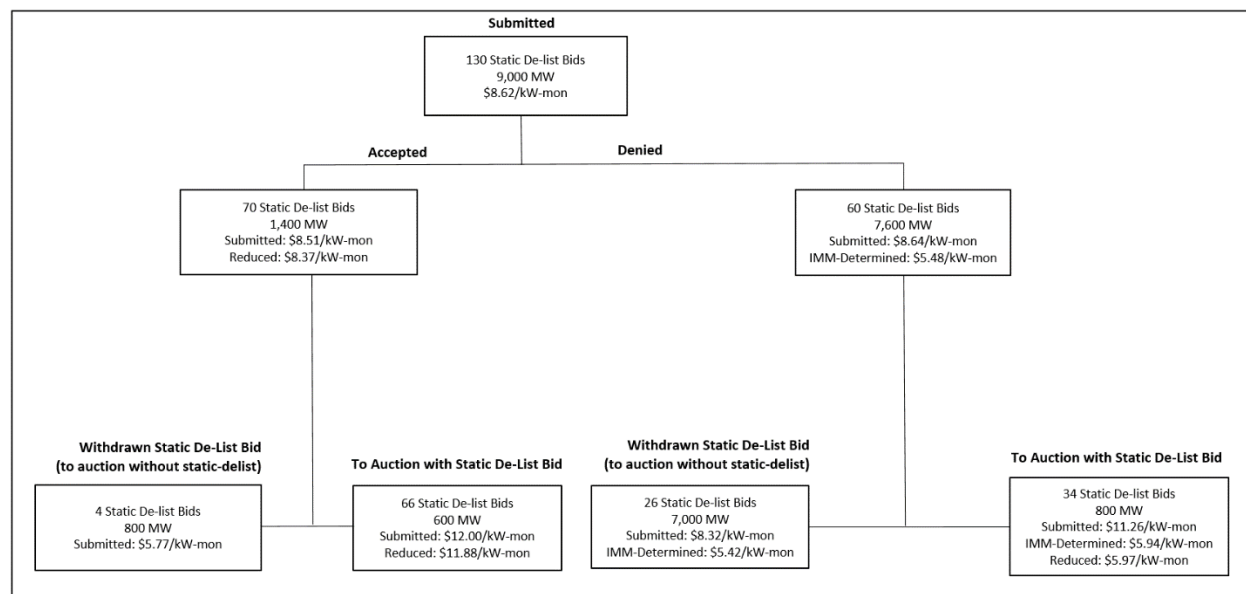 Submitted
130 Static De-list Bids
9,000 MW
$8.62/kW-mon
Accepted
Denied
70 Static De-list Bids
1,400 MW
Submitted: $8.51/kW-mon
Reduced: $8.37/kW-mon
60 Static De-list Bids
7,600 MW
Submitted: $8.64/kW-mon
IMM-Determined: $5.48/kW-mon
Withdrawn Static De-List Bid
(to auction without static-delist)
4 Static De-list Bids
800 MW
Submitted: $5.77/kW-mon
To Auction with Static De-List Bid
66 Static De-list Bids
600 MW
Submitted: $12.00/kW-mon
Reduced: $11.88/kW-mon
Withdrawn Static De-List Bid
(to auction without static-delist)
26 Static De-list Bids
7,000 MW
Submitted: $8.32/kW-mon
IMM-Determined: $5.42/kW-mon
To Auction with Static De-List Bid
34 Static De-list Bids
800 MW
Submitted: $11.26/kW-mon
IMM-Determined: $5.94/kW-mon
Reduced: $5.97/kW-mon